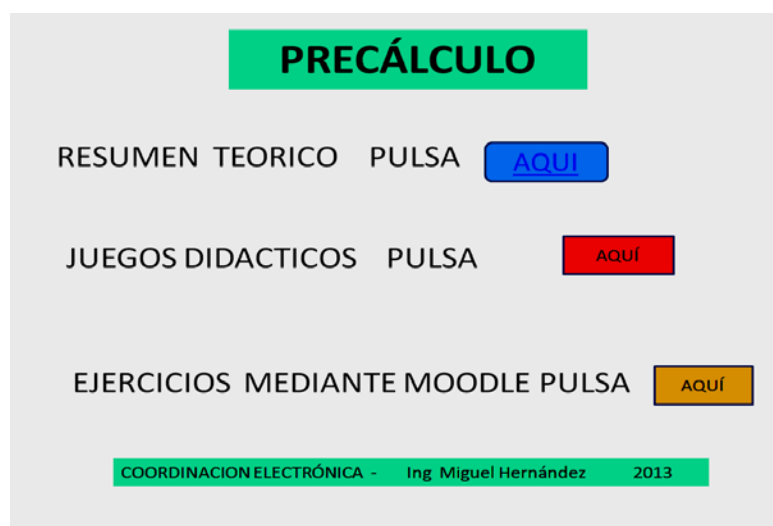 PRECÁLCULO
RESUMEN TEORICO PULSA AQUI
JUEGOS DIDACTICOS PULSA AQUÍ
EJERCICIOS MEDIANTE MOODLE PULSA AQUÍ
COORDINACION ELECTRÓNICA - Ing Miguel Hernández 2013